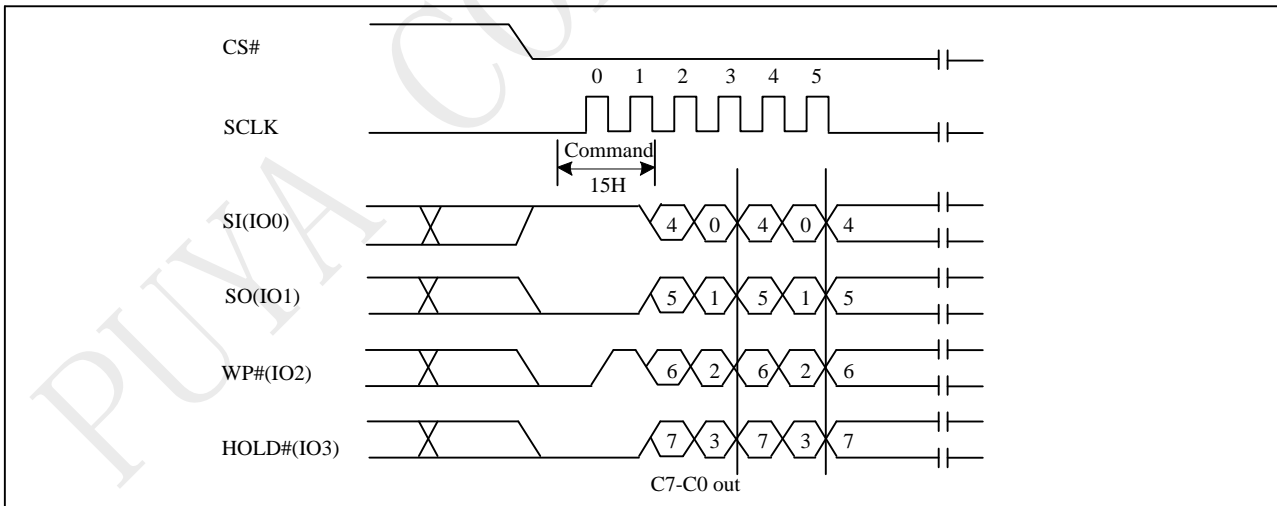 PUYA CO
CS#
0 1 2 3 4 5
SCLK
Command
15H
SI(IO0)
4 0 4 0 4
SO(IO1)
5 1 5 1 5
WP#(IO2)
6 2 6 2 6
HOLD#(IO3)
7 3 7 3 7
C7-C0 out